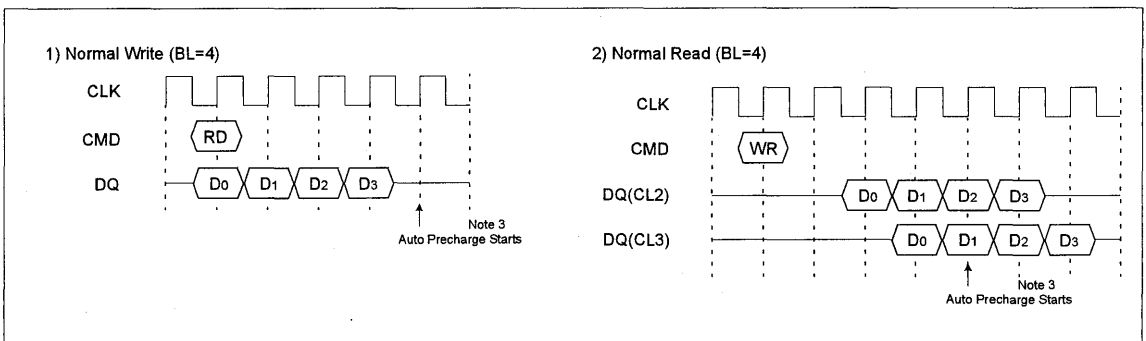 1) Normal Write (BL=4)
CLK
CMD
RD
DQ
D0 D1 D2 D3
Note 3
Auto Precharge Starts
2) Normal Read (BL=4)
CLK
CMD
WR
DQ(CL2)
D0 D1 D2 D3
DQ(CL3)
D0 D1 D2 D3
Note 3
Auto Precharge Starts